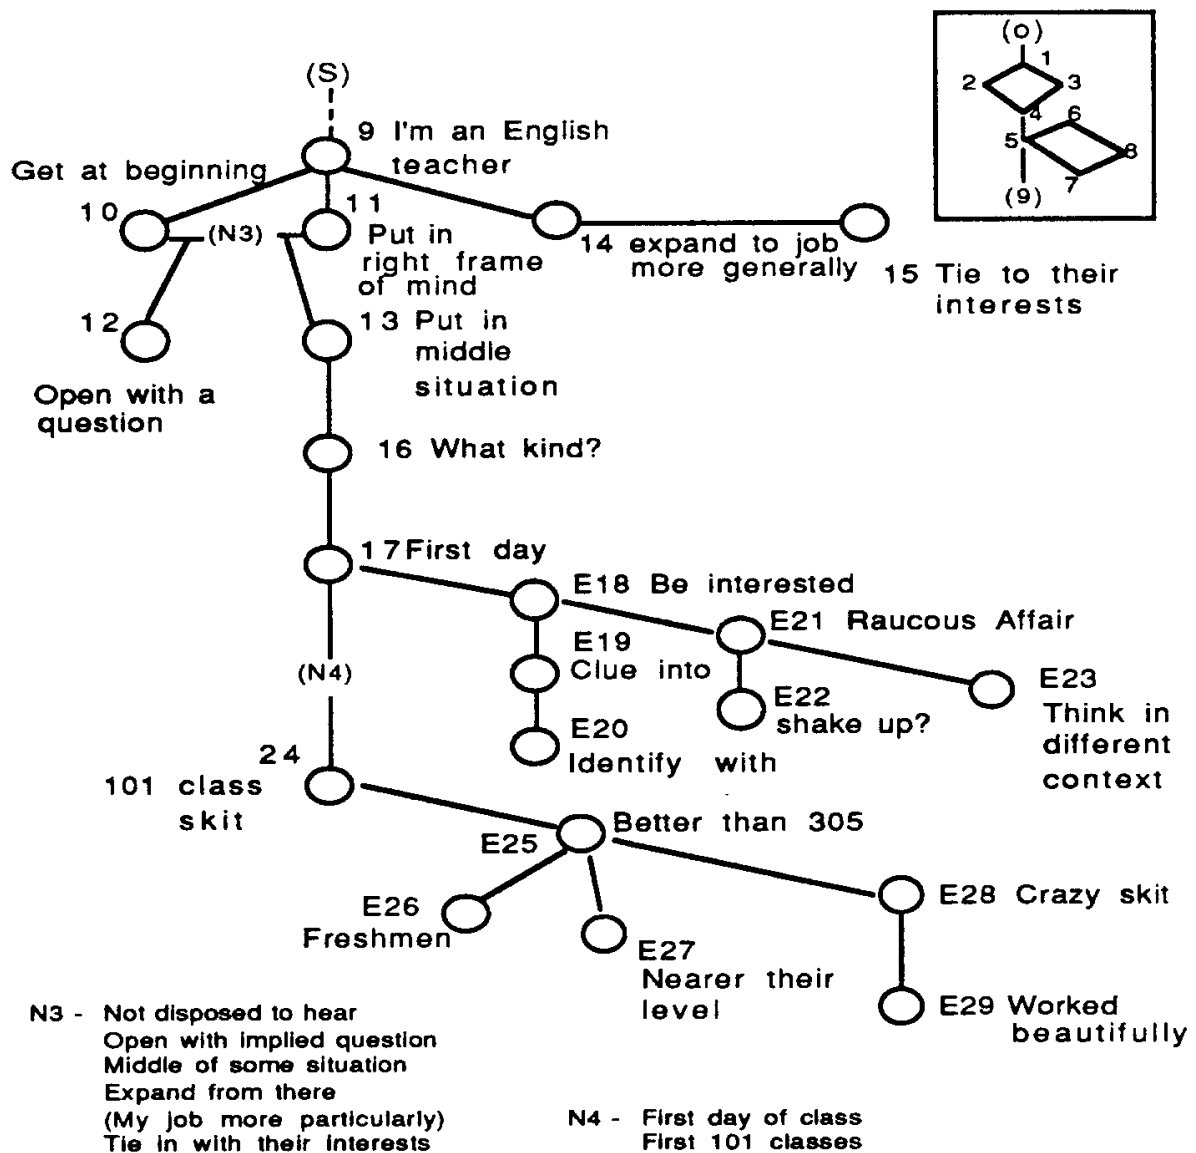 (O)
1
2
3
4
6
5
8
7
(9)
(S)
9 I'm an English
teacher
Get at beginning
10
11
(N3)
Put in
right frame
of mind
14 expand to job
more generally
15 Tie to their
interests
12
13 Put in
middle
situation
Open with a
question
16 What kind?
17 First day
E18 Be interested
E21 Raucous Affair
E19
Clue into
(N4)
E23
Think in
different
context
E22
shake up?
E20
Identify with
24
101 class
skit
Better than 305
E25
E26
Freshmen
E28 Crazy skit
E27
Nearer their
level
E29 Worked
beautifully
N3 - Not disposed to hear
Open with implied question
Middle of some situation
Expand from there
(My job more particularly)
Tie in with their interests
N4 - First day of class
First 101 classes